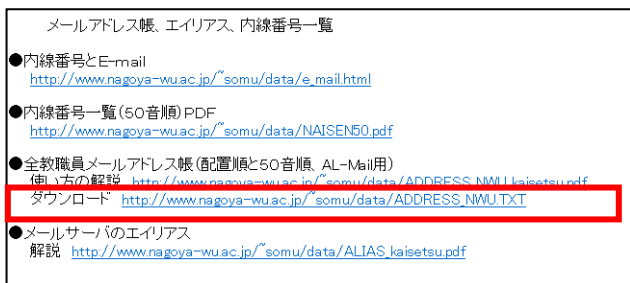 メールアドレス帳、エイリアス、内線番号一覧
●内線番号とE-mail
http://www.nagoya-wu.ac.jp/~somu/data/e_mail.html
●内線番号一覧(50音順)PDF
http://www.nagoya-wu.ac.jp/~somu/data/NAISEN50.pdf
●全教職員メールアドレス帳(配置順と50音順、AL-Mail用)
使い方の解説 http://www.nagoya-wu.ac.jp/~somu/data/ADDRESS_NWU_kaisetsu.pdf
ダウンロード http://www.nagoya-wu.ac.jp/~somu/data/ADDRESS_NWU.TXT
●メールサーバのエイリアス
解説 http://www.nagoya-wu.ac.jp/~somu/data/ALIAS_kaisetsu.pdf